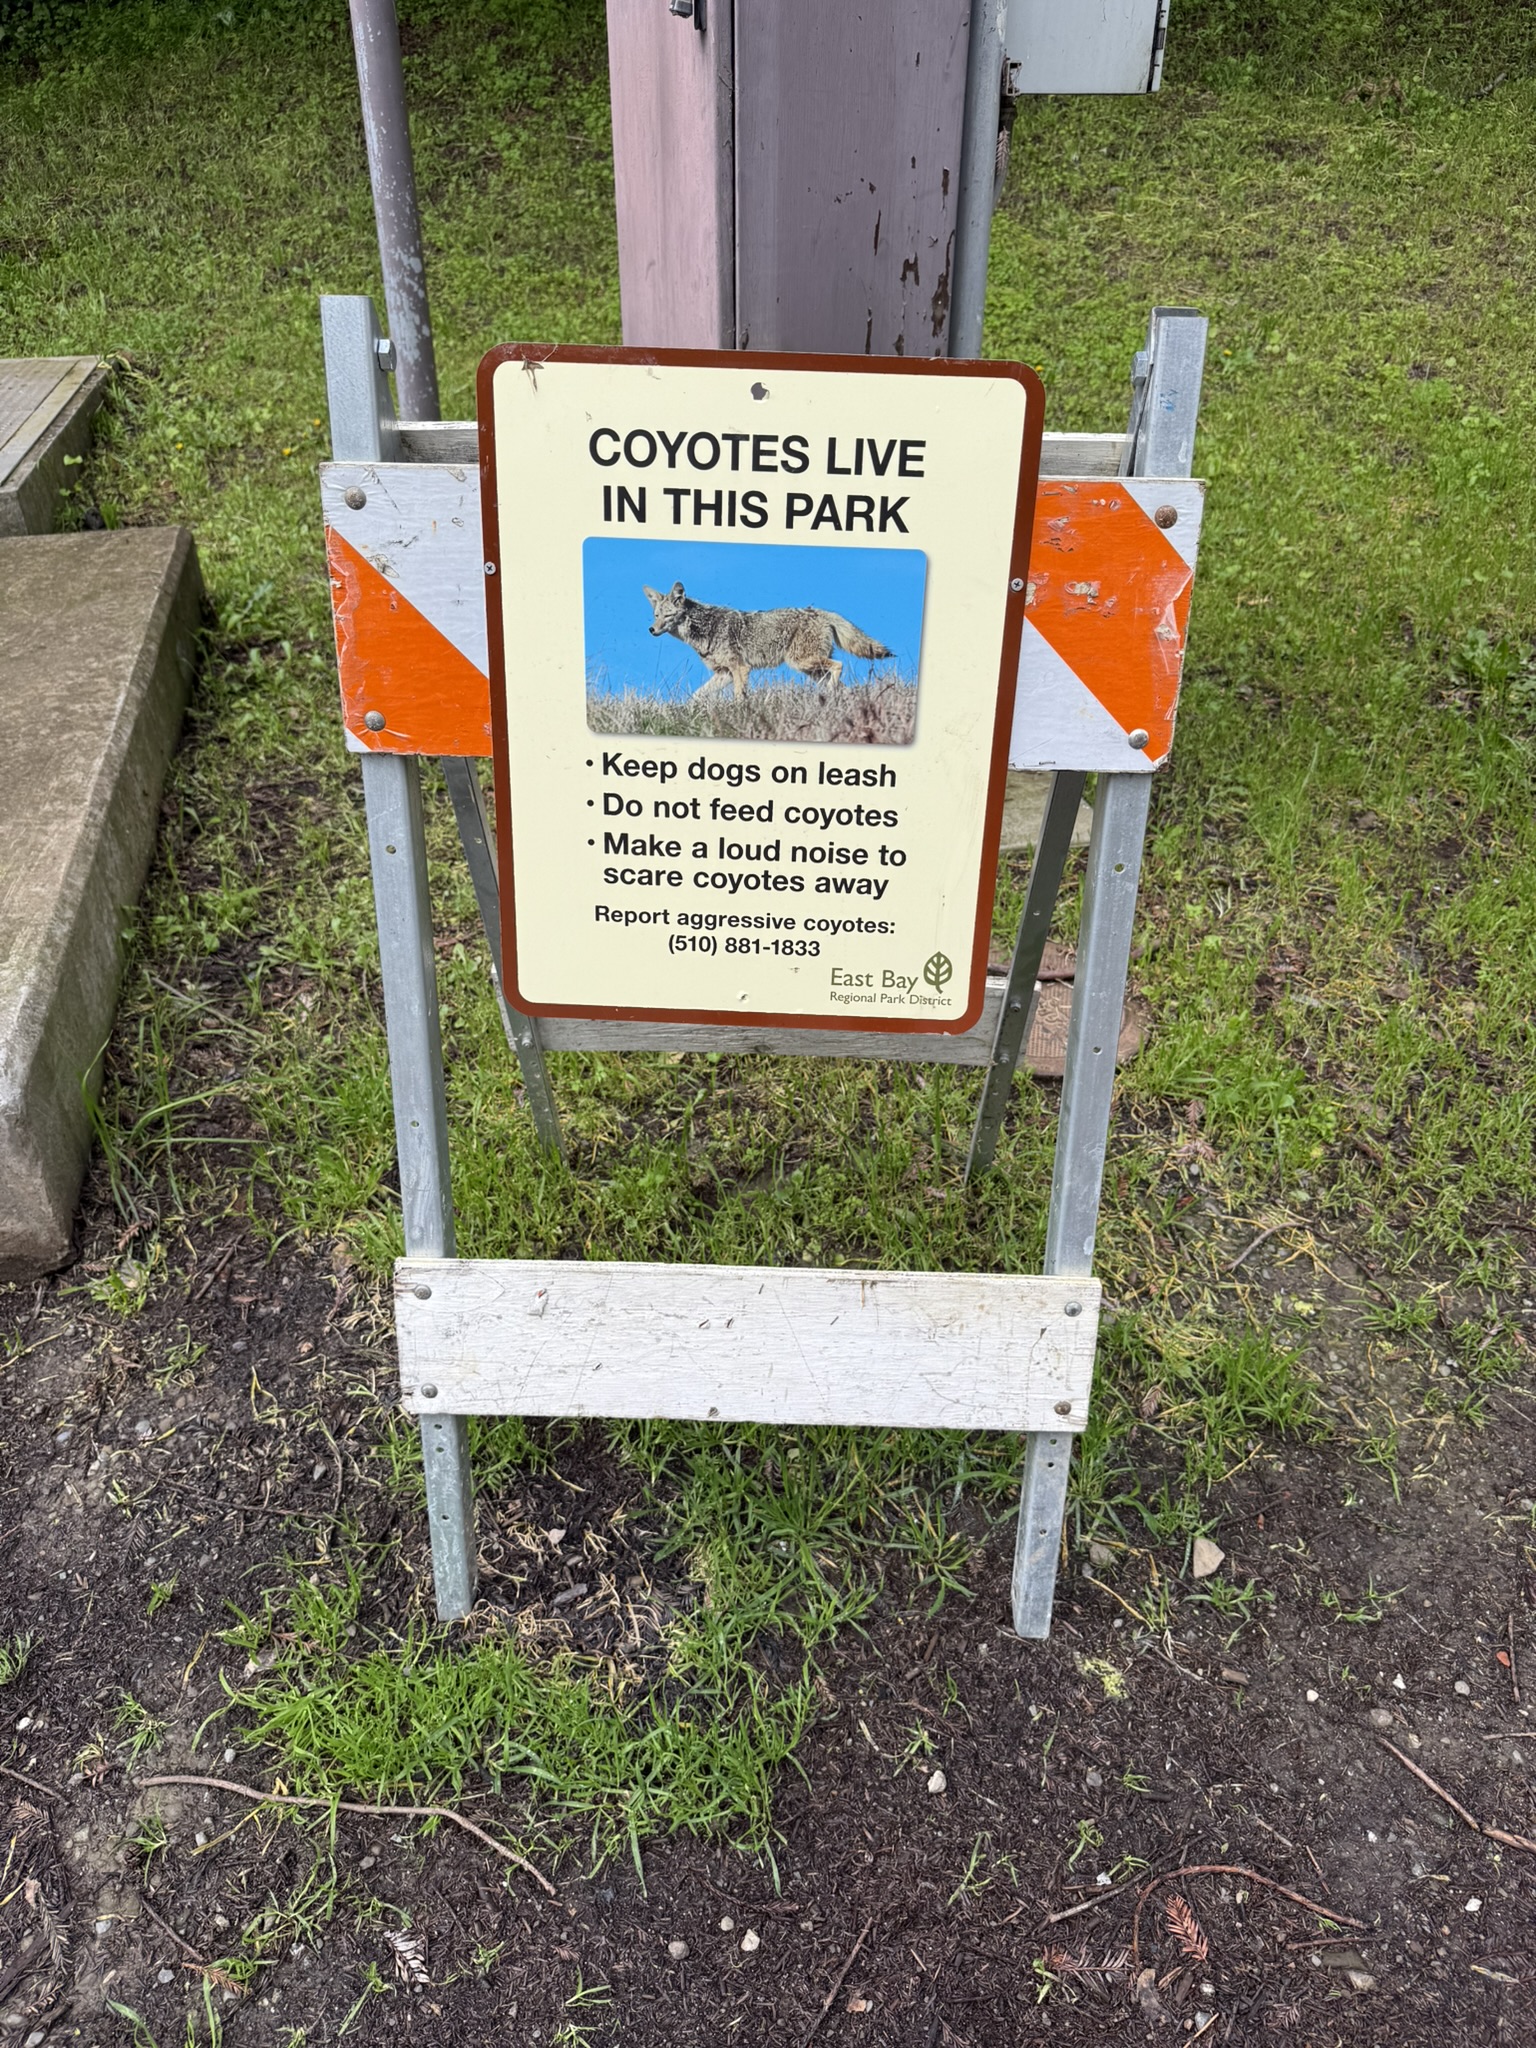 COYOTES LIVE
IN THIS PARK
• Keep dogs on leash
• Do not feed coyotes
• Make a loud noise to
scare coyotes away
Report aggressive coyotes:
(510) 881-1833
East Bay
Regional Park District